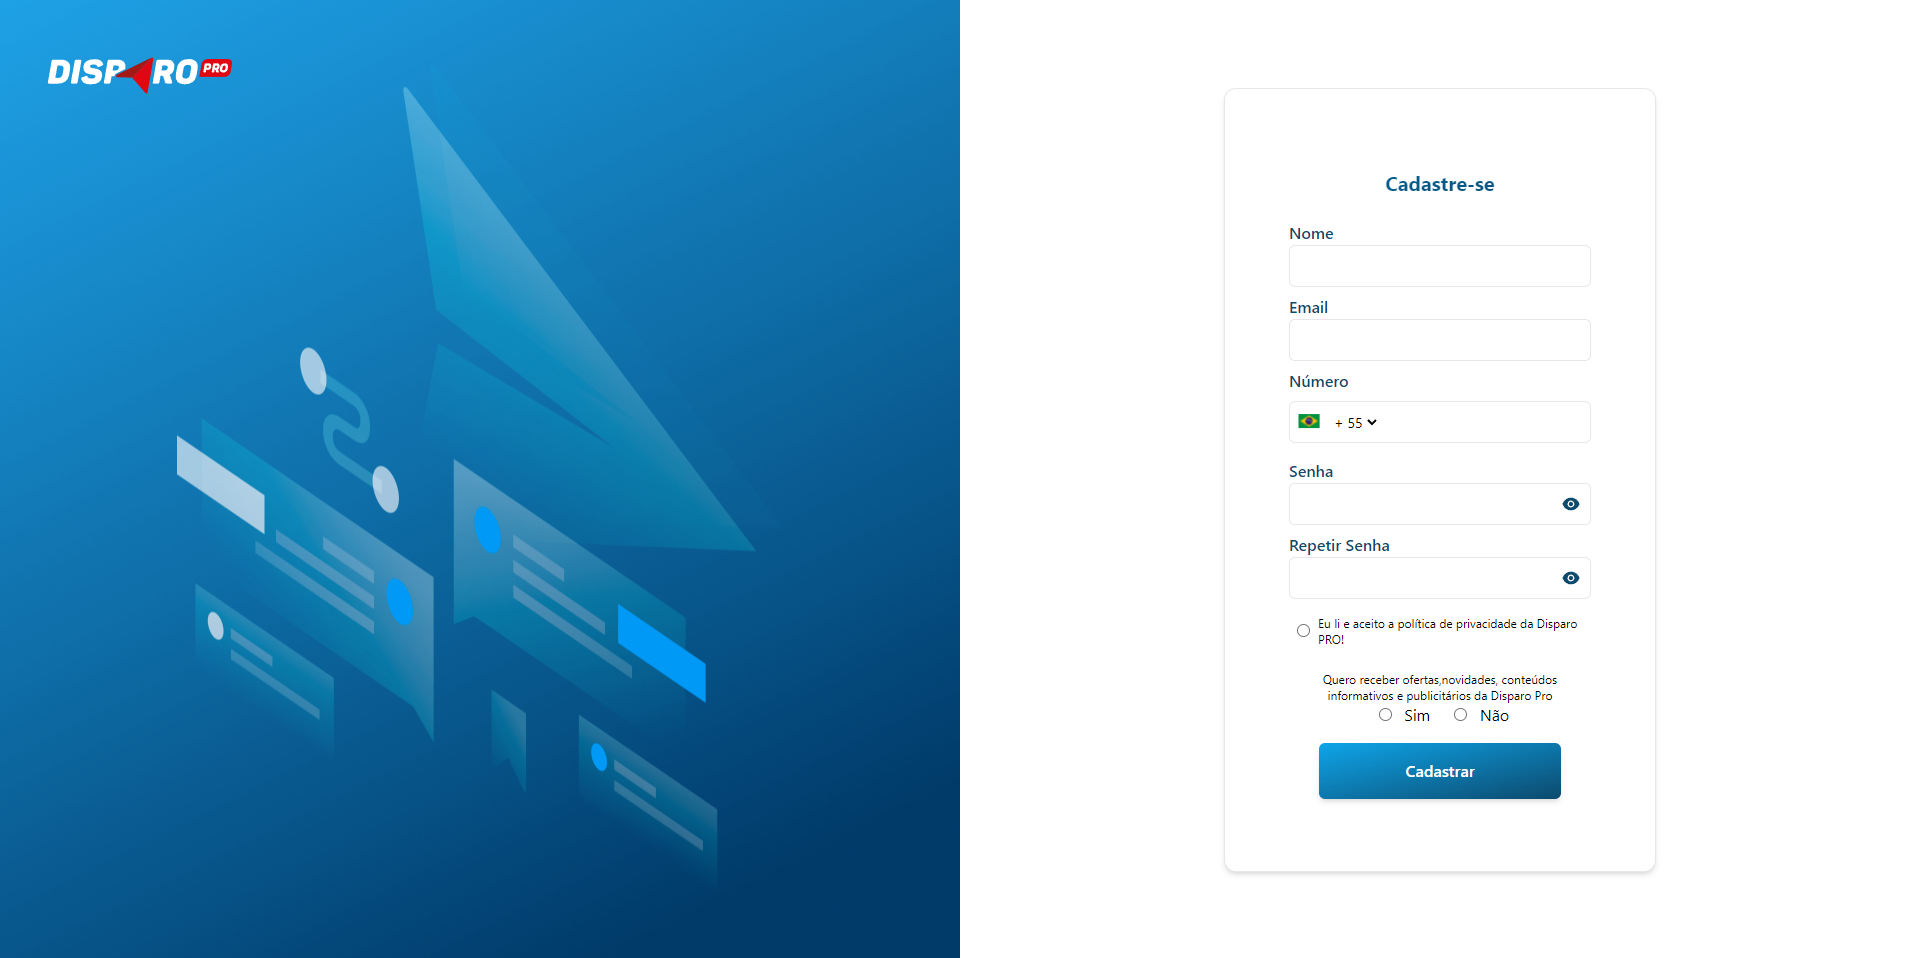 DISPARO PRO
Cadastre-se
Nome
Email
Número
+ 55
Senha
Repetir Senha
Eu li e aceito a política de privacidade da Disparo
PRO!
Quero receber ofertas,novidades, conteúdos
informativos e publicitários da Disparo Pro
Sim Não
Cadastrar